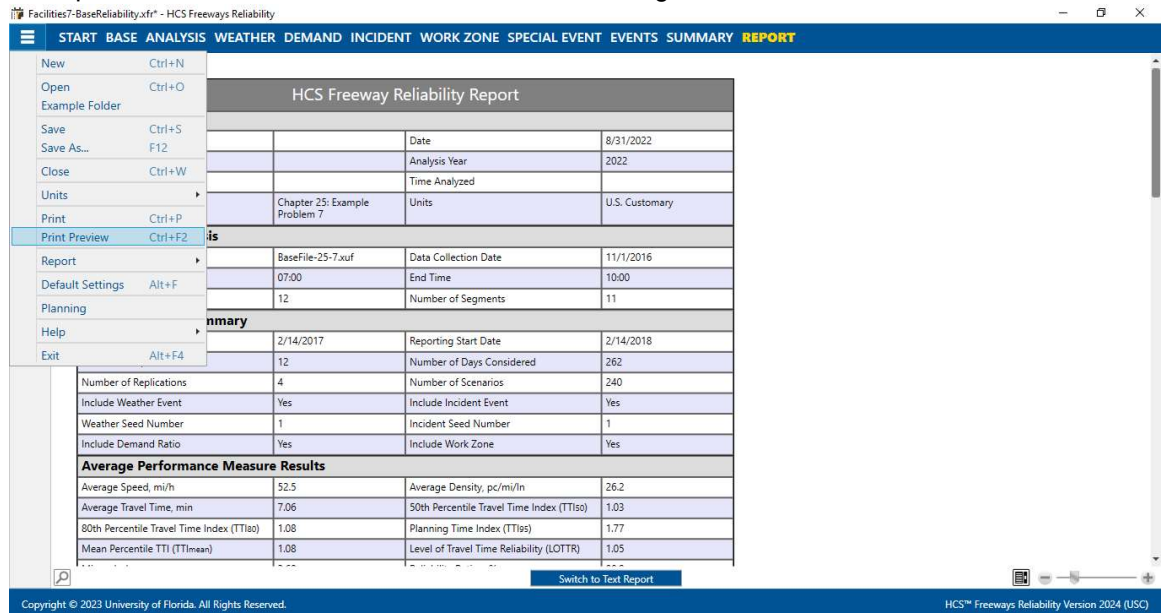 Facilities7-BaseReliability.xfr* - HCS Freeways Reliability
START BASE ANALYSIS WEATHER DEMAND INCIDENT WORK ZONE SPECIAL EVENT EVENTS SUMMARY REPORT
New Ctrl+N
Open Ctrl+O
Example Folder
Save Ctrl+S
Save As... F12
Close Ctrl+W
Units
Print Ctrl+P
Print Preview Ctrl+F2
Report
Default Settings Alt+F
Planning
Help
Exit Alt+F4
HCS Freeway Reliability Report
Date 8/31/2022
Analysis Year 2022
Time Analyzed
Chapter 25: Example Units U.S. Customary
Problem 7
is
BaseFile-25-7.xuf Data Collection Date 11/1/2016
07:00 End Time 10:00
12 Number of Segments 11
nmary
2/14/2017 Reporting Start Date 2/14/2018
12 Number of Days Considered 262
Number of Replications 4 Number of Scenarios 240
Include Weather Event Yes Include Incident Event Yes
Weather Seed Number 1 Incident Seed Number 1
Include Demand Ratio Yes Include Work Zone Yes
Average Performance Measure Results
Average Speed, mi/h 52.5 Average Density, pc/mi/ln 26.2
Average Travel Time, min 7.06 50th Percentile Travel Time Index (TTI50) 1.03
80th Percentile Travel Time Index (TTI80) 1.08 Planning Time Index (TTI95) 1.77
Mean Percentile TTI (TTImean) 1.08 Level of Travel Time Reliability (LOTTR) 1.05
Switch to Text Report
Copyright © 2023 University of Florida. All Rights Reserved. HCS™ Freeways Reliability Version 2024 (USC)